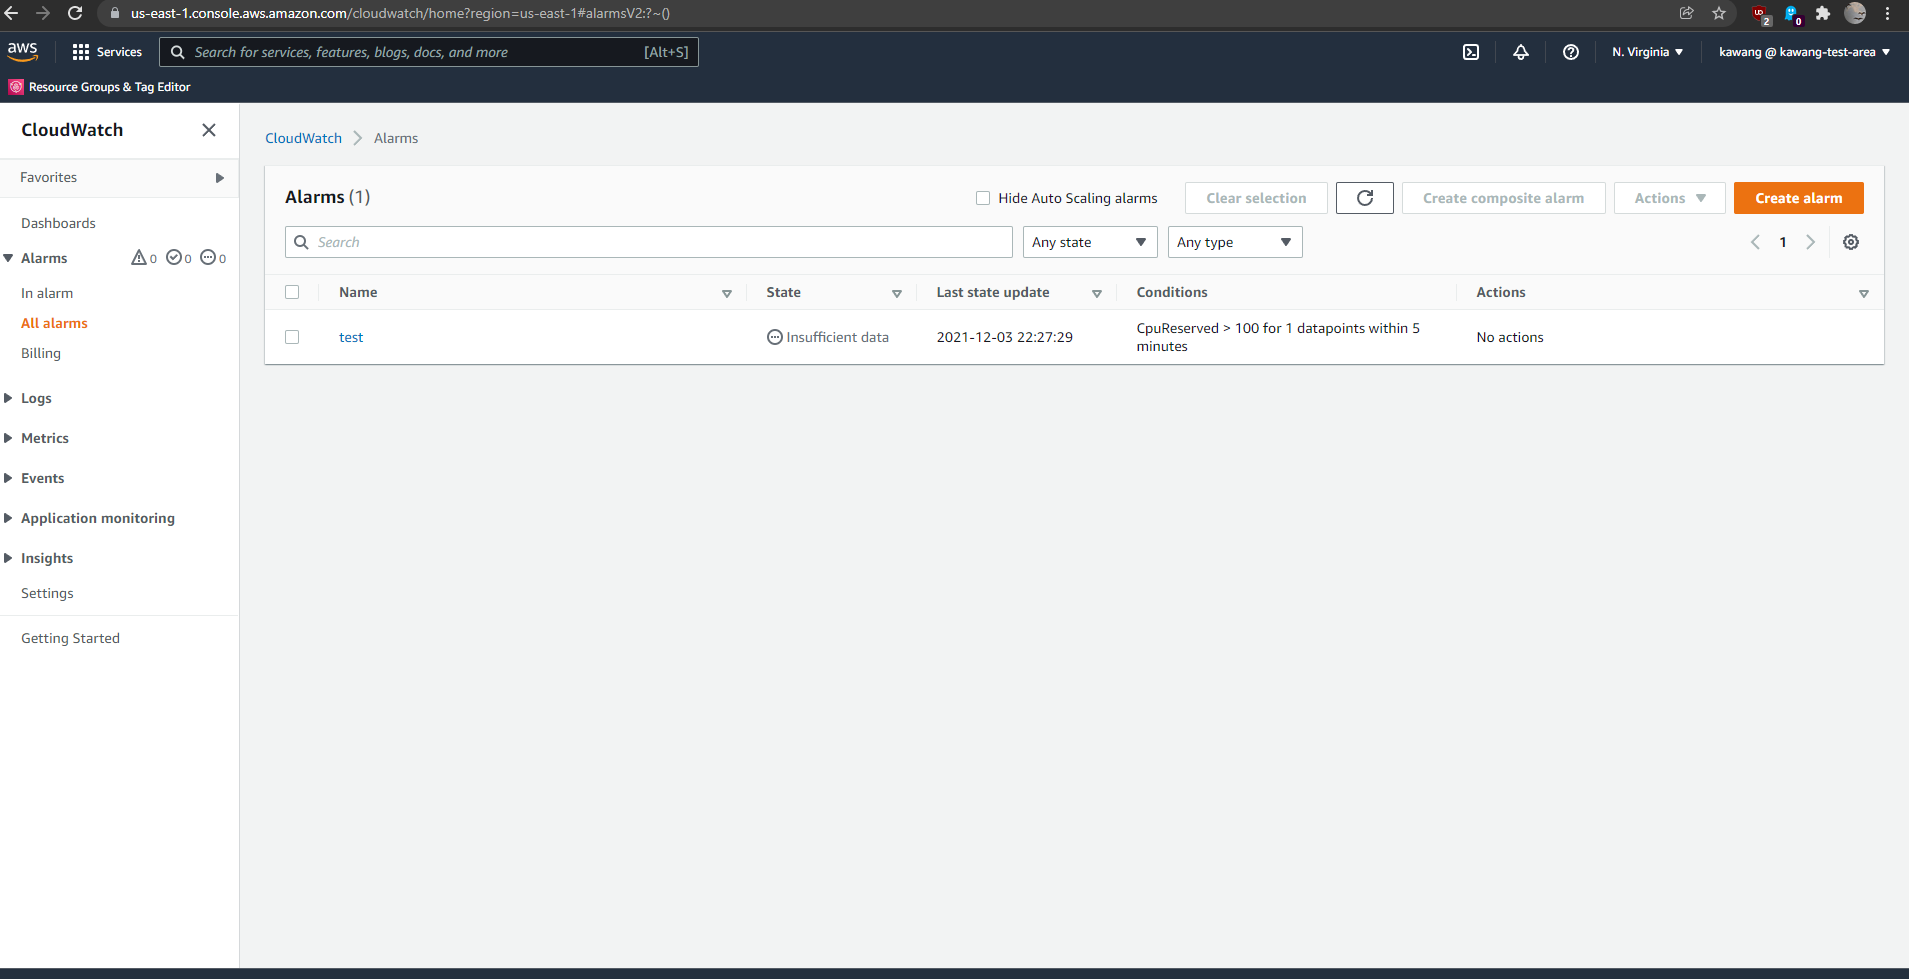 us-east-1.console.aws.amazon.com/cloudwatch/home?region=us-east-1#alarmsV2:?~()
2
0
aws
Services
Search for services, features, blogs, docs, and more
[Alt+S]
N. Virginia
kawang @ kawang-test-area
Resource Groups & Tag Editor
CloudWatch
Favorites
Dashboards
Alarms
0
0
0
In alarm
All alarms
Billing
Logs
Metrics
Events
Application monitoring
Insights
Settings
Getting Started
CloudWatch
Alarms
Alarms (1)
Hide Auto Scaling alarms
Clear selection
Create composite alarm
Actions
Create alarm
Search
Any state
Any type
1
Name
State
Last state update
Conditions
Actions
test
Insufficient data
2021-12-03 22:27:29
CpuReserved > 100 for 1 datapoints within 5
minutes
No actions